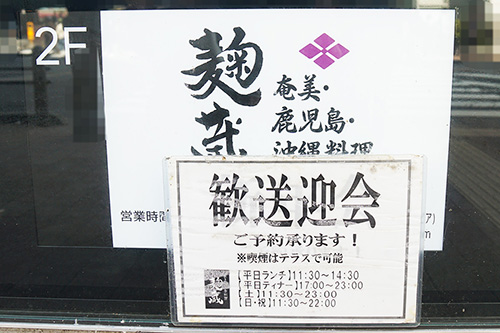 2F
麹蔵
奄美・
鹿児島・
沖縄料理
営業時間
歓送迎会
ご予約承ります！
※喫煙はテラスで可能
【平日ランチ】11:30~14:30
【平日ディナー】17:00~23:00
【土】11:30~23:00
【日・祝】11:30~22:00